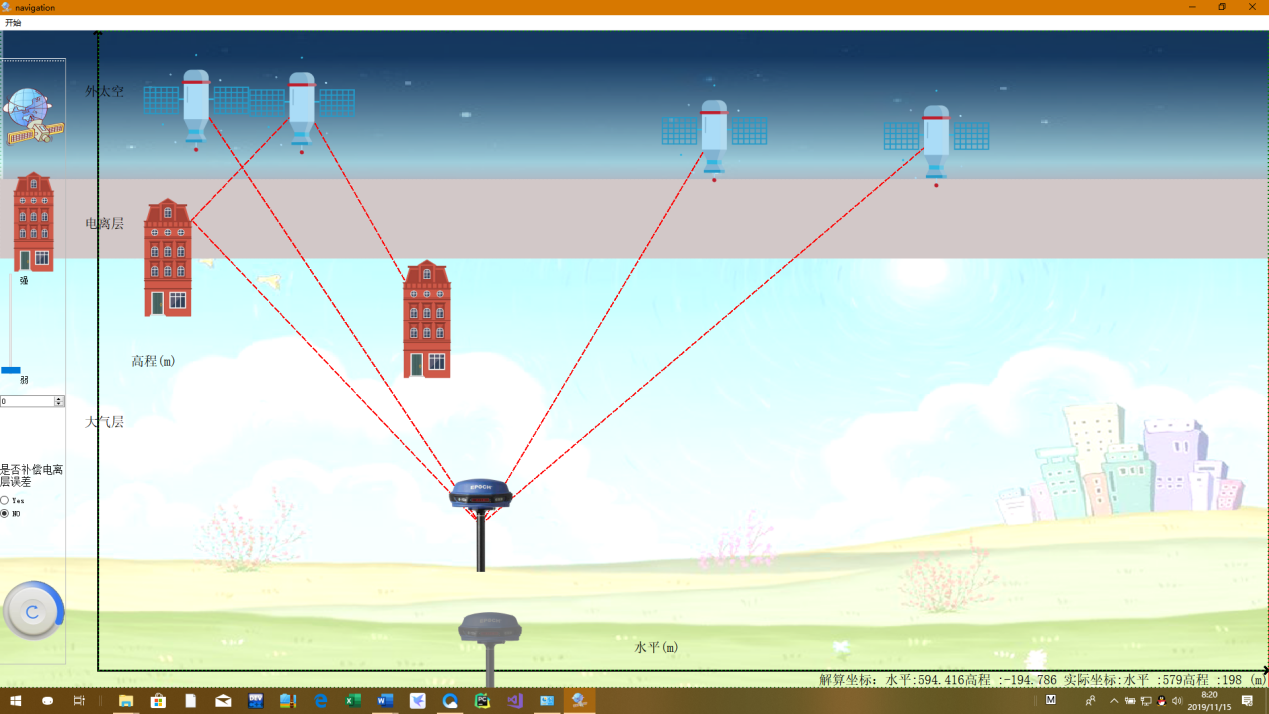 navigation
开始
外太空
电离层
强
高程(m)
弱
0
大气层
是否补偿电离
层误差
Yes
NO
EPOCH
C
水平(m)
解算坐标: 水平:594.416高程 :-194.786 实际坐标:水平 :579高程 :198 (m)
8:20
2019/11/15